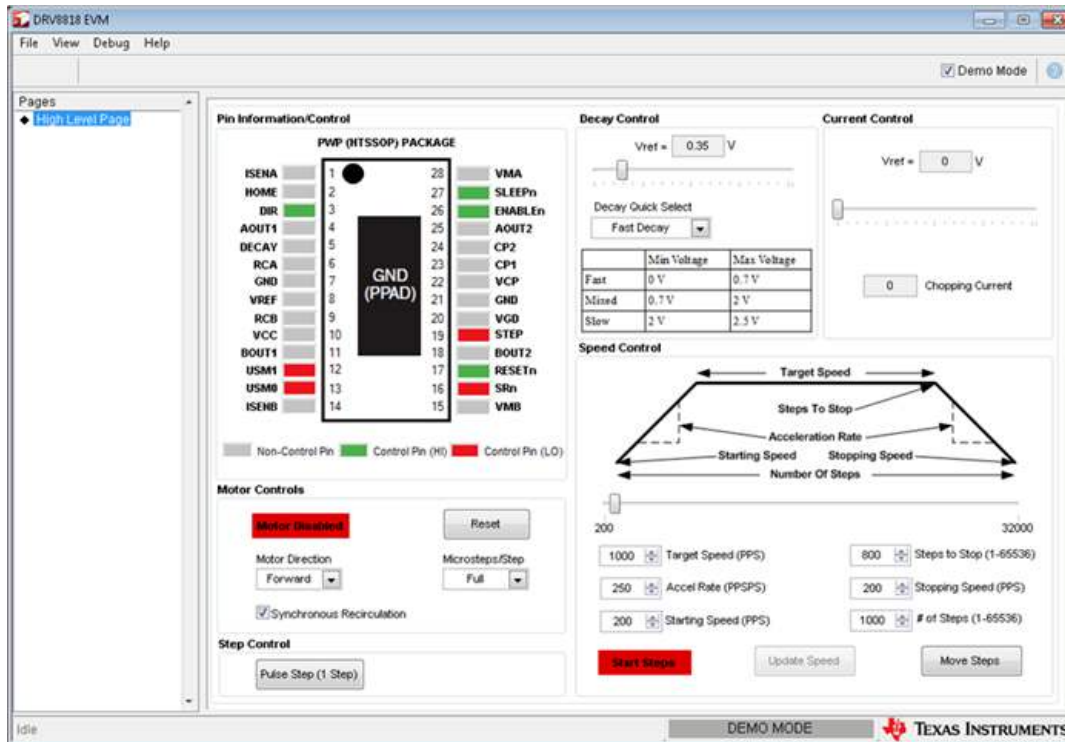 DRV8818 EVM
File View Debug Help
Demo Mode
Pages
High Level Page
Pin Information/Control
PWP (HTSSOP) PACKAGE
ISENA 1 28 VMA
HOME 2 27 SLEEPn
DIR 3 26 ENABLEn
AOUT1 4 25 AOUT2
DECAY 5 24 CP2
RCA 6 23 CP1
GND 7 22 VCP
VREF 8 21 GND
RCB 9 20 VGD
VCC 10 19 STEP
BOUT1 11 18 BOUT2
USM1 12 17 RESETn
USM0 13 16 SRn
ISENB 14 15 VMB
GND
(PPAD)
Non-Control Pin Control Pin (HI) Control Pin (LO)
Motor Controls
Motor Disabled Reset
Motor Direction Microsteps/Step
Forward Full
Synchronous Recirculation
Step Control
Pulse Step (1 Step)
Decay Control
Vref = 0.35 V
Decay Quick Select
Fast Decay
Min Voltage Max Voltage
Fast 0 V 0.7 V
Mixed 0.7 V 2 V
Slow 2 V 2.5 V
Current Control
Vref = 0 V
0 Chopping Current
Speed Control
Target Speed
Steps To Stop
Acceleration Rate
Starting Speed Stopping Speed
Number Of Steps
200 32000
1000 Target Speed (PPS) 800 Steps to Stop (1-65536)
250 Accel Rate (PPSPS) 200 Stopping Speed (PPS)
200 Starting Speed (PPS) 1000 # of Steps (1-65536)
Start Steps Update Speed Move Steps
Idle DEMO MODE TEXAS INSTRUMENTS